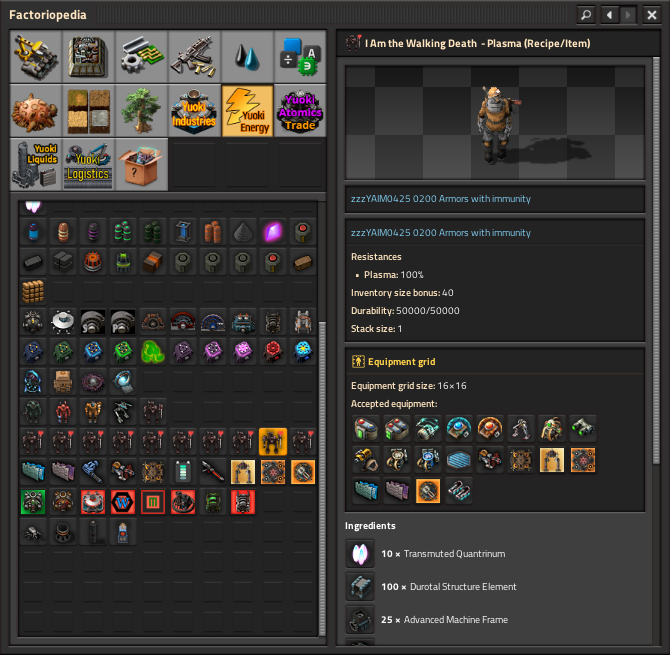 Factoriopedia
I Am the Walking Death - Plasma (Recipe/Item)
A
Yuoki
Industries
Yuoki
Energy
Yuoki
Atomics
Trade
Yuoki
Liquids
Yuoki
Logistics
?
zzzYAIM0425 0200 Armors with immunity
zzzYAIM0425 0200 Armors with immunity
Resistances
• Plasma: 100%
Inventory size bonus: 40
Durability: 50000/50000
Stack size: 1
Equipment grid
Equipment grid size: 16×16
Accepted equipment:
Ingredients
10 × Transmuted Quantrinum
100 × Durotal Structure Element
25 × Advanced Machine Frame